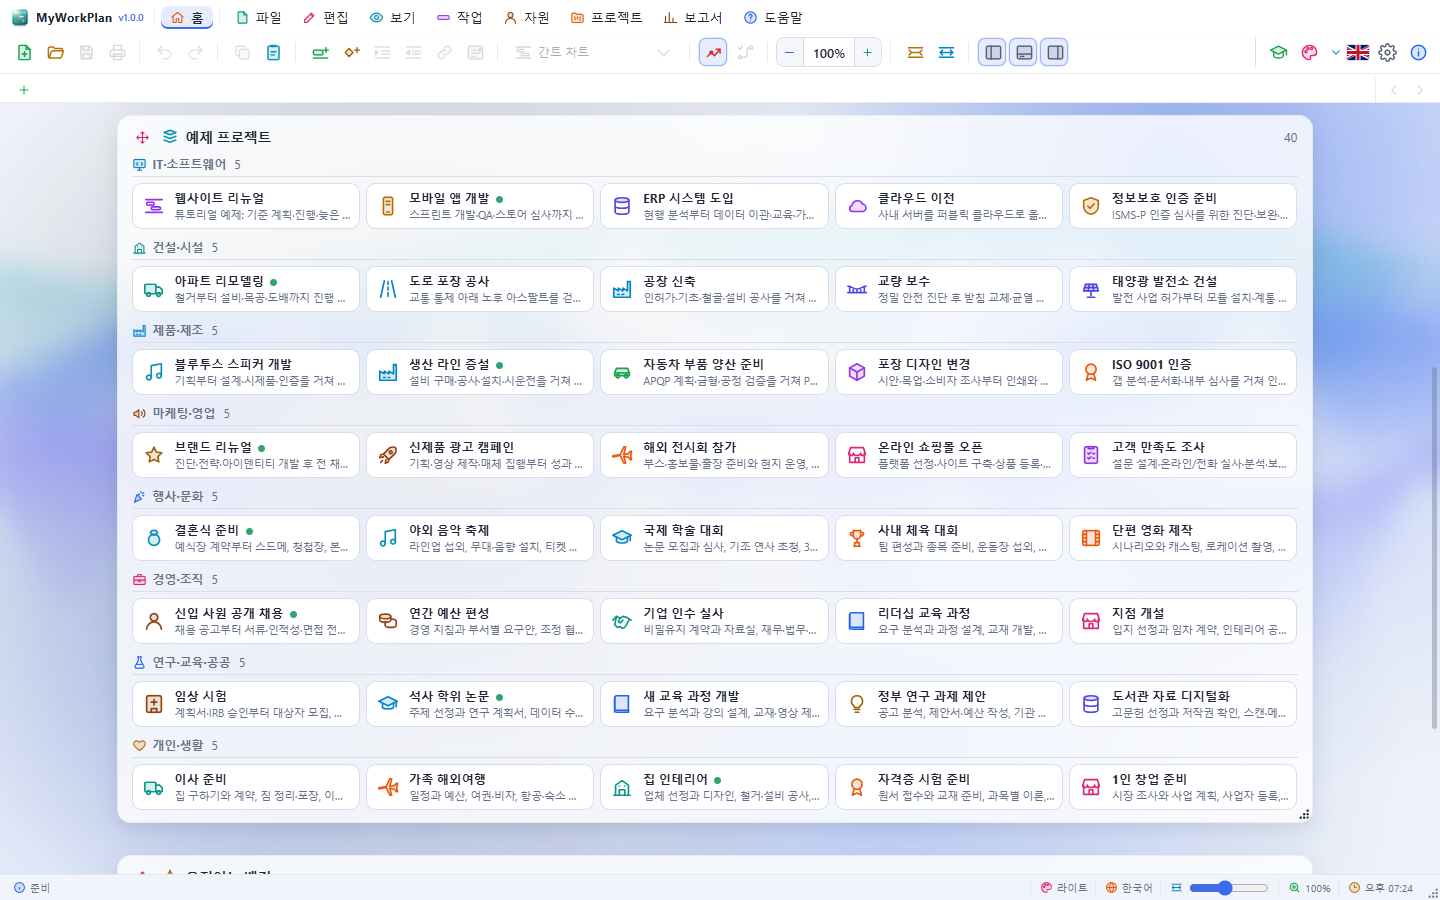 MyWorkPlan v1.0.0 홈 파일 편집 보기 작업 자원 프로젝트 보고서 도움말
간트 차트 100%
예제 프로젝트 40
IT·소프트웨어 5
웹사이트 리뉴얼 모바일 앱 개발 ERP 시스템 도입 클라우드 이전 정보보호 인증 준비
튜토리얼 예제: 기준 계획·진행·늦은 ... 스프린트 개발·QA·스토어 심사까지 ... 현행 분석부터 데이터 이관·교육·가... 사내 서버를 퍼블릭 클라우드로 옮... ISMS-P 인증 심사를 위한 진단·보완·...
건설·시설 5
아파트 리모델링 도로 포장 공사 공장 신축 교량 보수 태양광 발전소 건설
철거부터 설비·목공·도배까지 진행 ... 교통 통제 아래 노후 아스팔트를 걷... 인허가·기초·철골·설비 공사를 거쳐 ... 정밀 안전 진단 후 받침 교체·균열 ... 발전 사업 허가부터 모듈 설치·계통 ...
제품·제조 5
블루투스 스피커 개발 생산 라인 증설 자동차 부품 양산 준비 포장 디자인 변경 ISO 9001 인증
기획부터 설계·시제품·인증을 거쳐 ... 설비 구매·공사·설치·시운전을 거쳐 ... APQP 계획·금형·공정 검증을 거쳐 P... 시안·목업·소비자 조사부터 인쇄와 ... 갭 분석·문서화·내부 심사를 거쳐 인...
마케팅·영업 5
브랜드 리뉴얼 신제품 광고 캠페인 해외 전시회 참가 온라인 쇼핑몰 오픈 고객 만족도 조사
진단·전략·아이덴티티 개발 후 전 채... 기획·영상 제작·매체 집행부터 성과 ... 부스·홍보물·출장 준비와 현지 운영, ... 플랫폼 선정·사이트 구축·상품 등록·... 설문 설계·온라인/전화 실사·분석·보...
행사·문화 5
결혼식 준비 야외 음악 축제 국제 학술 대회 사내 체육 대회 단편 영화 제작
예식장 계약부터 스드메, 청첩장, 본... 라인업 섭외, 무대·음향 설치, 티켓 ... 논문 모집과 심사, 기조 연사 초청, 3... 팀 편성과 종목 준비, 운동장 섭외, ... 시나리오와 캐스팅, 로케이션 촬영, ...
경영·조직 5
신입 사원 공개 채용 연간 예산 편성 기업 인수 실사 리더십 교육 과정 지점 개설
채용 공고부터 서류·인적성·면접 전... 경영 지침과 부서별 요구안, 조정 협... 비밀유지 계약과 자료실, 재무·법무·... 요구 분석과 과정 설계, 교재 개발, ... 입지 선정과 임차 계약, 인테리어 공...
연구·교육·공공 5
임상 시험 석사 학위 논문 새 교육 과정 개발 정부 연구 과제 제안 도서관 자료 디지털화
계획서·IRB 승인부터 대상자 모집, ... 주제 선정과 연구 계획서, 데이터 수... 요구 분석과 강의 설계, 교재·영상 제... 공고 분석, 제안서·예산 작성, 기관 ... 고문헌 선정과 저작권 확인, 스캔·메...
개인·생활 5
이사 준비 가족 해외여행 집 인테리어 자격증 시험 준비 1인 창업 준비
집 구하기와 계약, 짐 정리·포장, 이... 일정과 예산, 여권·비자, 항공·숙소 ... 업체 선정과 디자인, 철거·설비 공사,... 원서 접수와 교재 준비, 과목별 이론,... 시장 조사와 사업 계획, 사업자 등록,...
준비 라이트 한국어 100% 오후 07:24